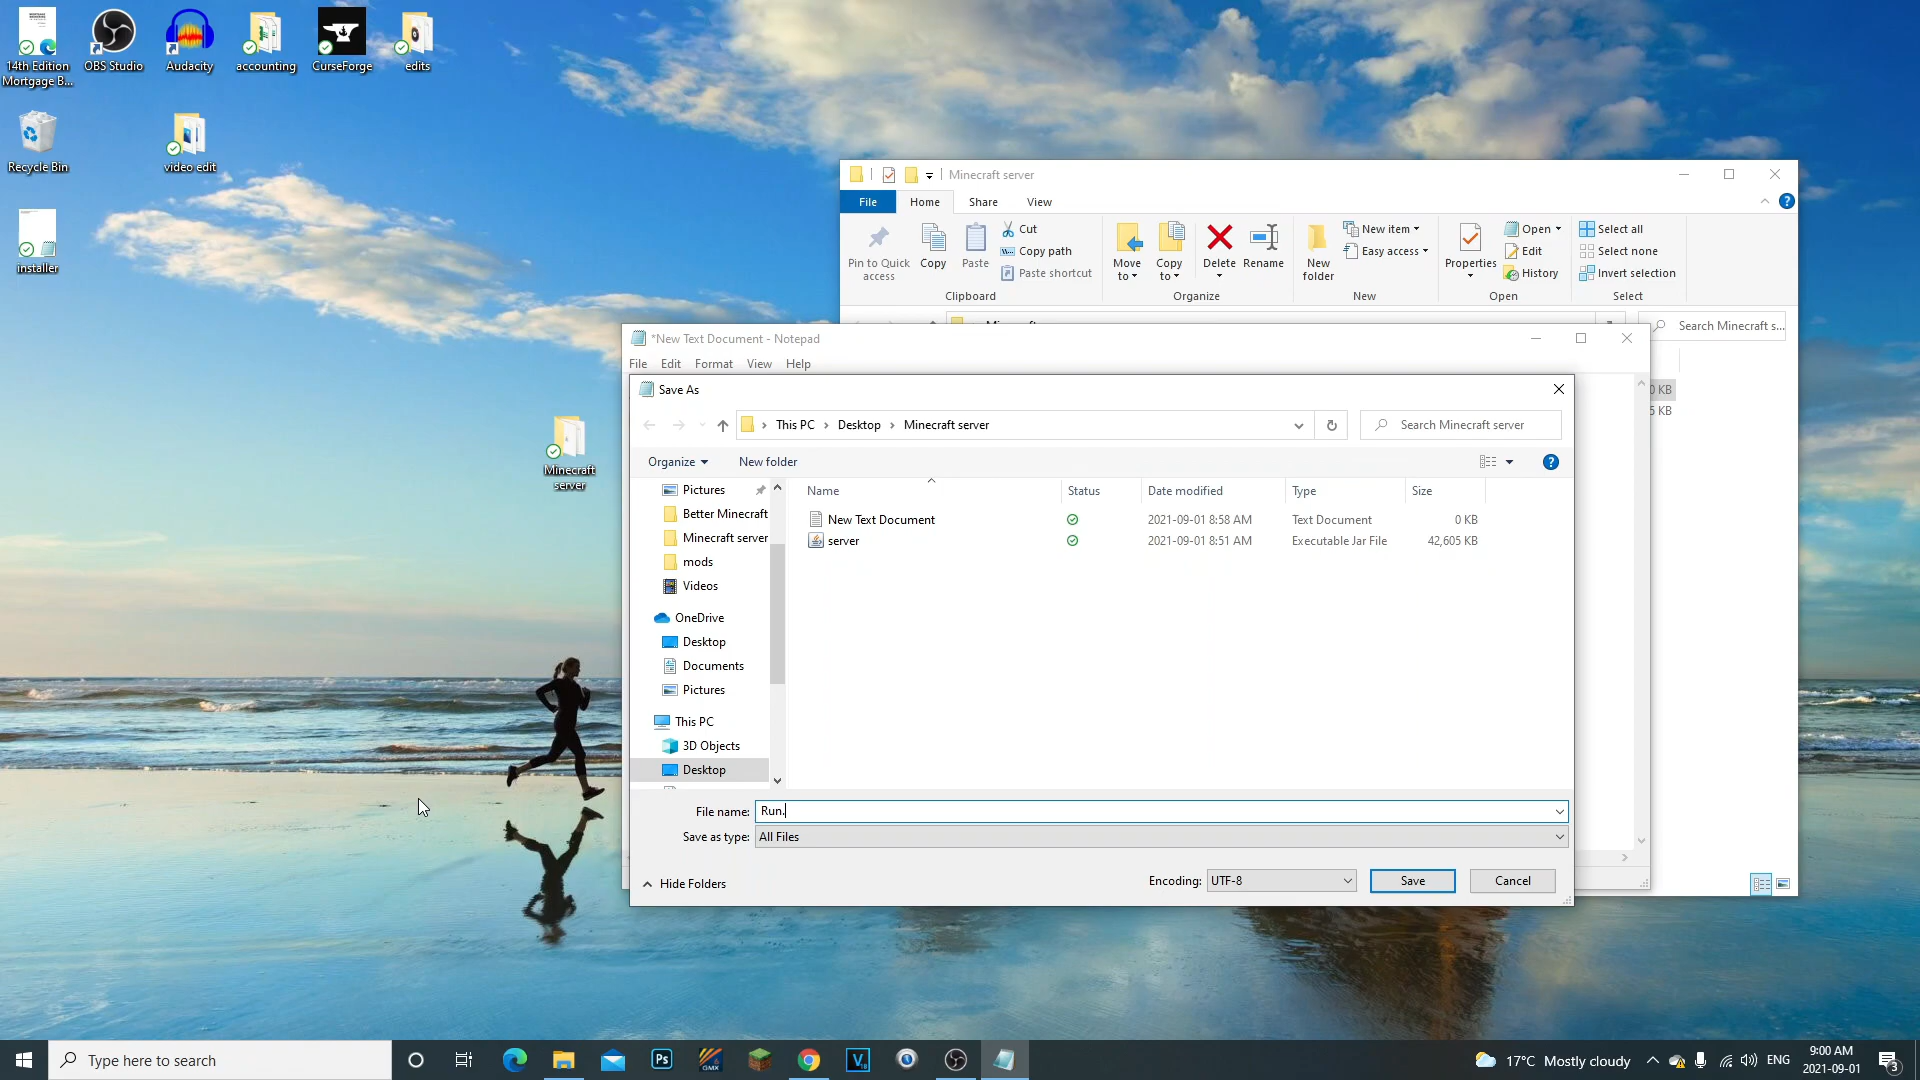 14th Edition
Mortgage B...
OBS Studio
Audacity
accounting
CurseForge
edits
Recycle Bin
video edit
installer
Minecraft
server
Minecraft server
File
Home
Share
View
Pin to Quick
access
Copy
Paste
Cut
Copy path
Paste shortcut
Clipboard
Move
to
Copy
to
Delete
Rename
Organize
New
folder
New item
Easy access
New
Properties
Open
Edit
History
Open
Select all
Select none
Invert selection
Select
Search Minecraft s...
*New Text Document - Notepad
File
Edit
Format
View
Help
0 KB
5 KB
Save As
This PC > Desktop > Minecraft server
Search Minecraft server
Organize
New folder
Name
Status
Date modified
Type
Size
New Text Document
2021-09-01 8:58 AM
Text Document
0 KB
server
2021-09-01 8:51 AM
Executable Jar File
42,605 KB
Pictures
Better Minecraft
Minecraft server
mods
Videos
OneDrive
Desktop
Documents
Pictures
This PC
3D Objects
Desktop
File name: Run.
Save as type: All Files
Hide Folders
Encoding: UTF-8
Save
Cancel
Type here to search
Ps
GMX
V
18
17°C Mostly cloudy
ENG
9:00 AM
2021-09-01
3